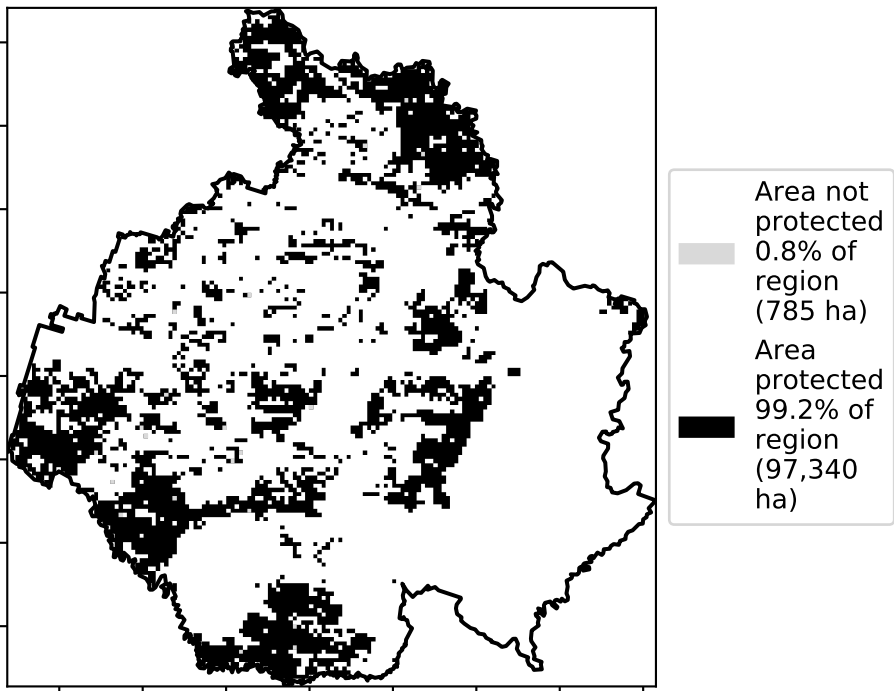 Area not
protected
0.8% of
region
(785 ha)
Area
protected
99.2% of
region
(97,340
ha)